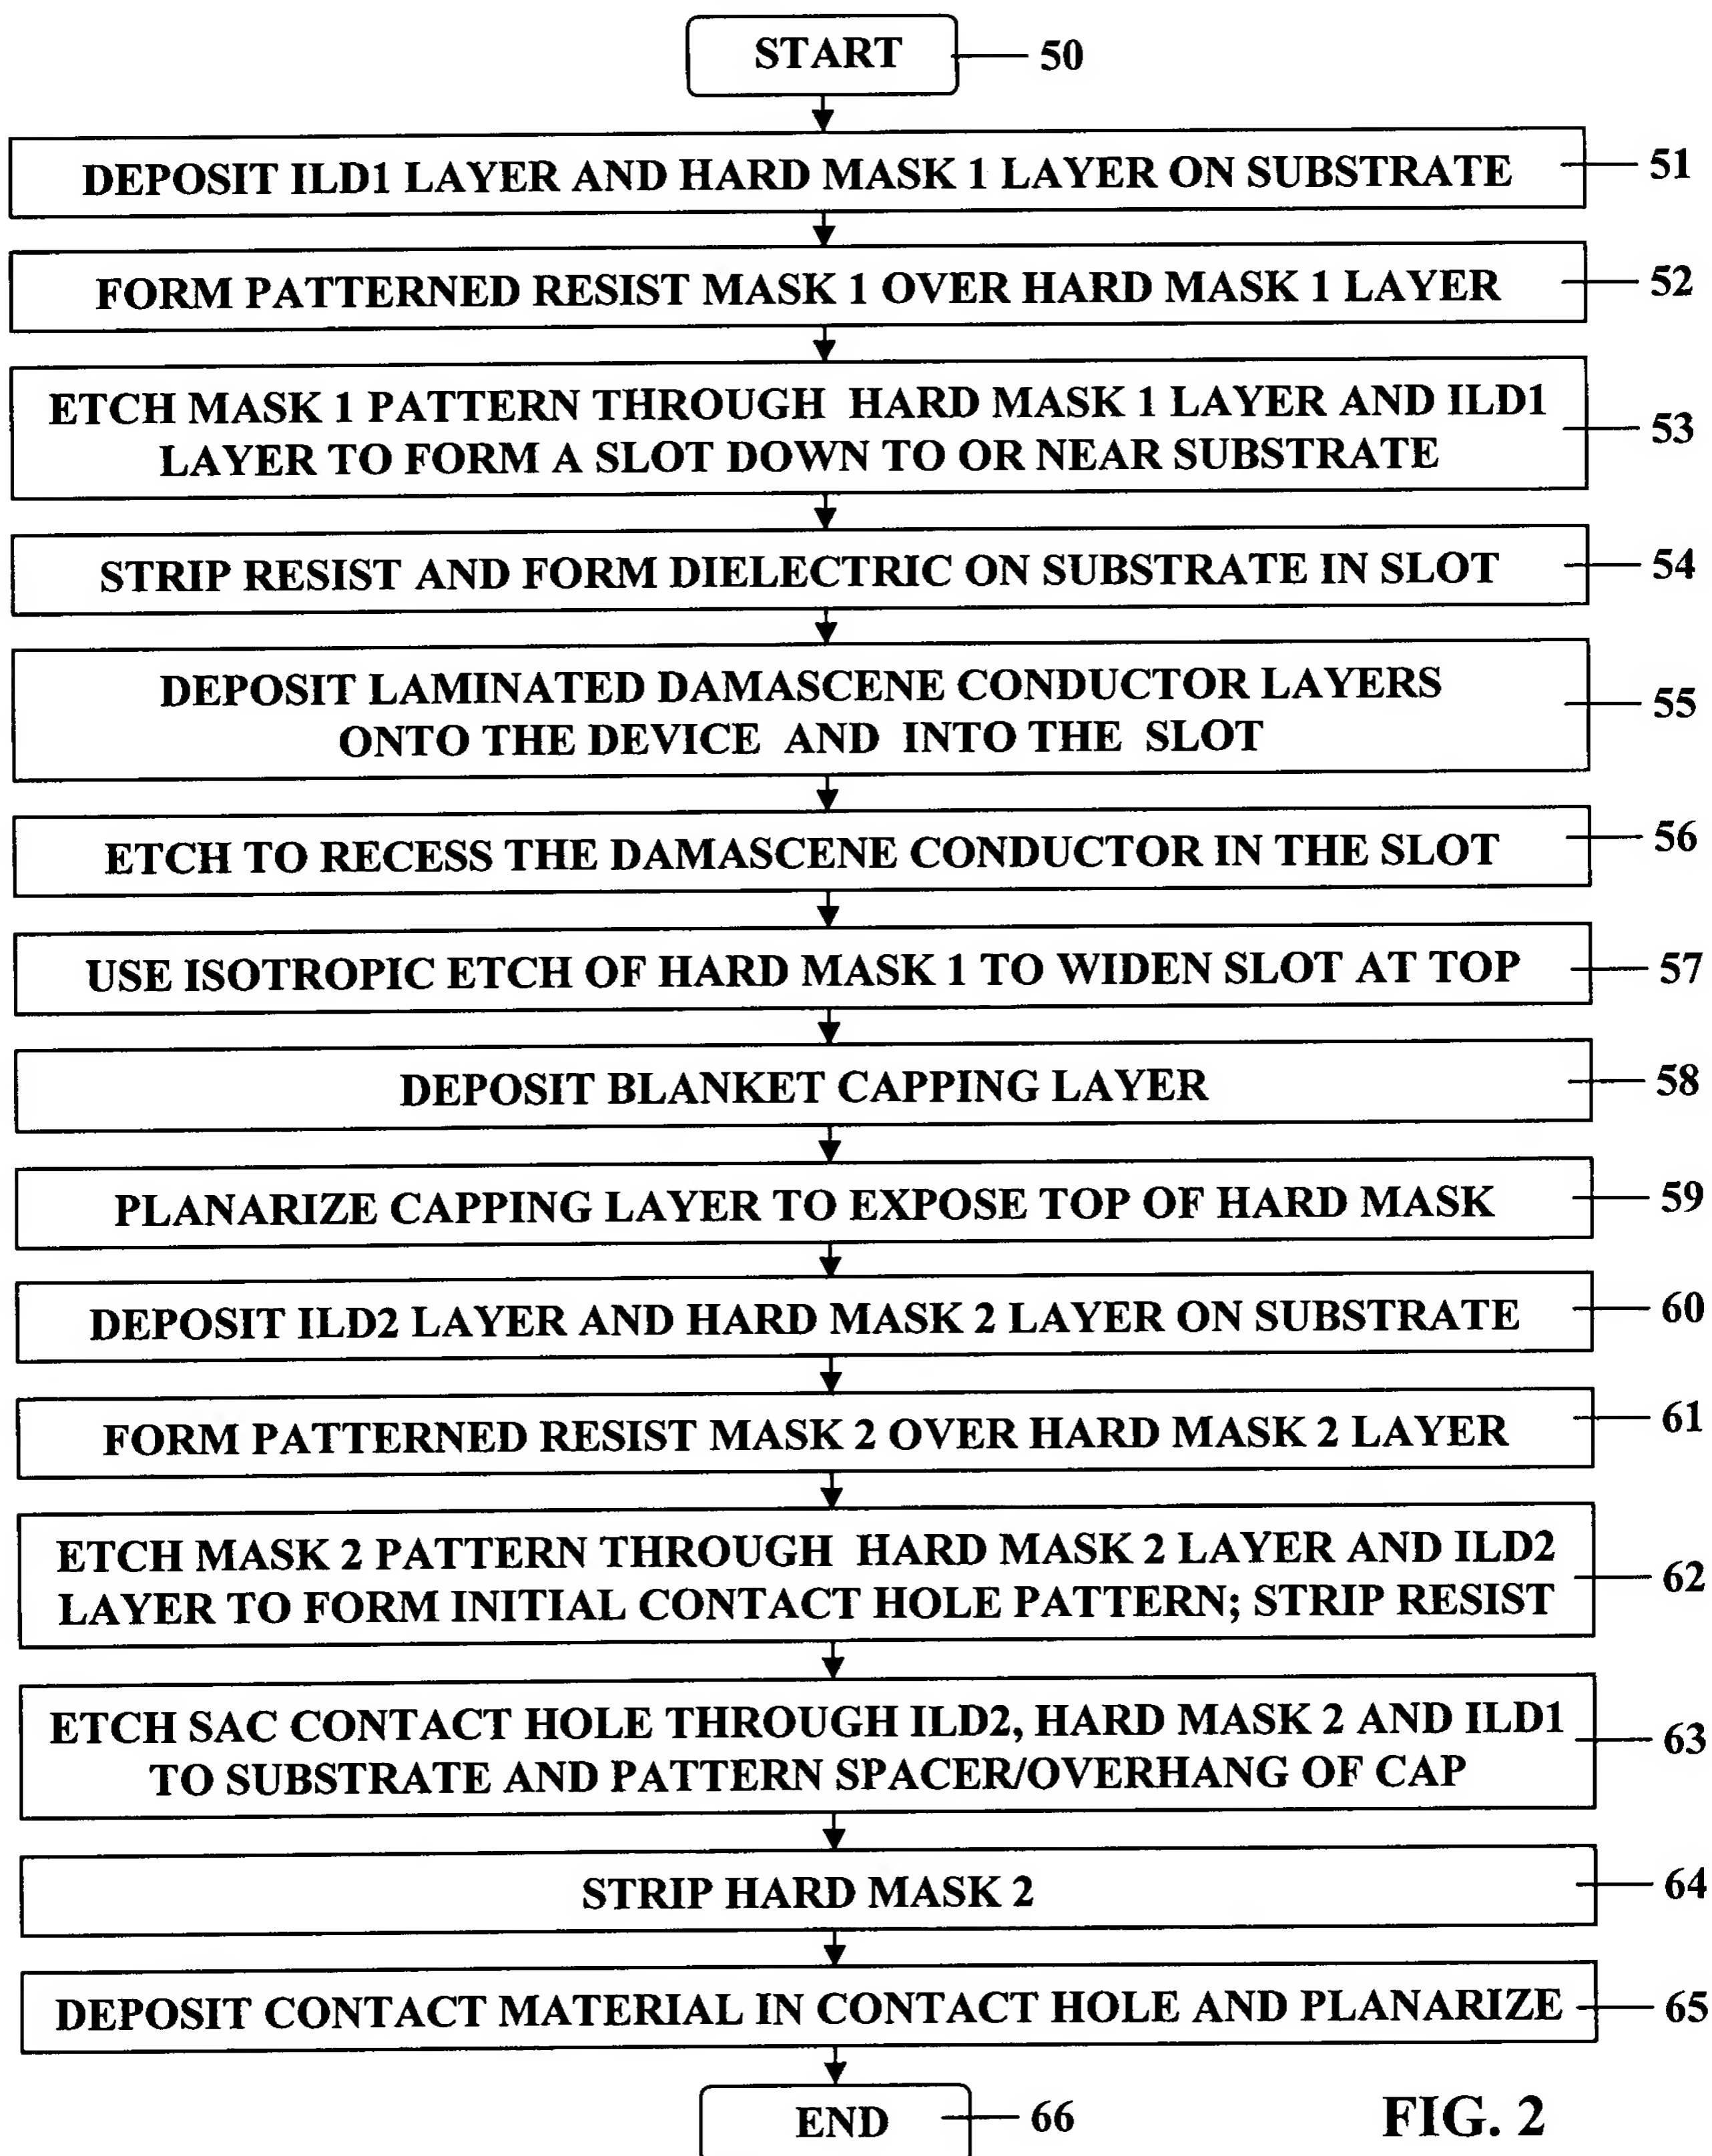 START
50
DEPOSIT ILD1 LAYER AND HARD MASK 1 LAYER ON SUBSTRATE
51
FORM PATTERNED RESIST MASK 1 OVER HARD MASK 1 LAYER
52
ETCH MASK 1 PATTERN THROUGH HARD MASK 1 LAYER AND ILD1
LAYER TO FORM A SLOT DOWN TO OR NEAR SUBSTRATE
53
STRIP RESIST AND FORM DIELECTRIC ON SUBSTRATE IN SLOT
54
DEPOSIT LAMINATED DAMASCENE CONDUCTOR LAYERS
ONTO THE DEVICE AND INTO THE SLOT
55
ETCH TO RECESS THE DAMASCENE CONDUCTOR IN THE SLOT
56
USE ISOTROPIC ETCH OF HARD MASK 1 TO WIDEN SLOT AT TOP
57
DEPOSIT BLANKET CAPPING LAYER
58
PLANARIZE CAPPING LAYER TO EXPOSE TOP OF HARD MASK
59
DEPOSIT ILD2 LAYER AND HARD MASK 2 LAYER ON SUBSTRATE
60
FORM PATTERNED RESIST MASK 2 OVER HARD MASK 2 LAYER
61
ETCH MASK 2 PATTERN THROUGH HARD MASK 2 LAYER AND ILD2
LAYER TO FORM INITIAL CONTACT HOLE PATTERN; STRIP RESIST
62
ETCH SAC CONTACT HOLE THROUGH ILD2, HARD MASK 2 AND ILD1
TO SUBSTRATE AND PATTERN SPACER/OVERHANG OF CAP
63
STRIP HARD MASK 2
64
DEPOSIT CONTACT MATERIAL IN CONTACT HOLE AND PLANARIZE
65
END
66
FIG. 2